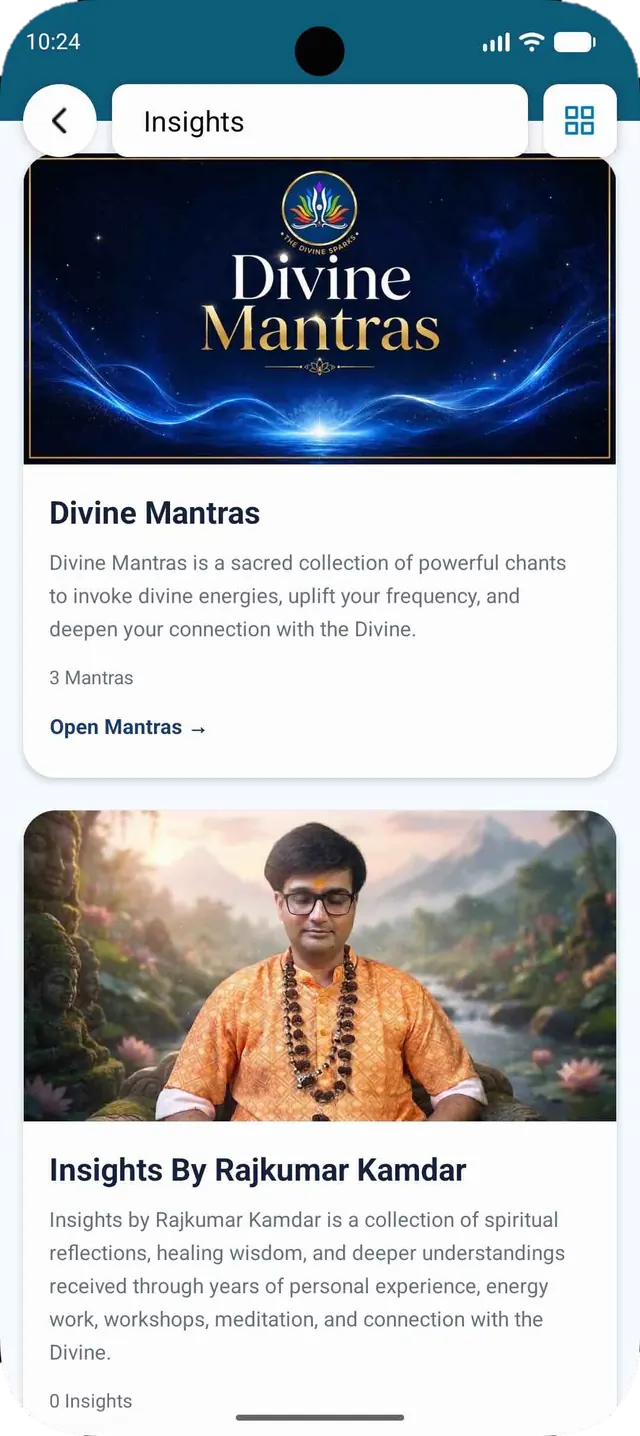 10:24
Insights
THE DIVINE SPARKS
Divine
Mantras
Divine Mantras
Divine Mantras is a sacred collection of powerful chants
to invoke divine energies, uplift your frequency, and
deepen your connection with the Divine.
3 Mantras
Open Mantras →
Insights By Rajkumar Kamdar
Insights by Rajkumar Kamdar is a collection of spiritual
reflections, healing wisdom, and deeper understandings
received through years of personal experience, energy
work, workshops, meditation, and connection with the
Divine.
0 Insights